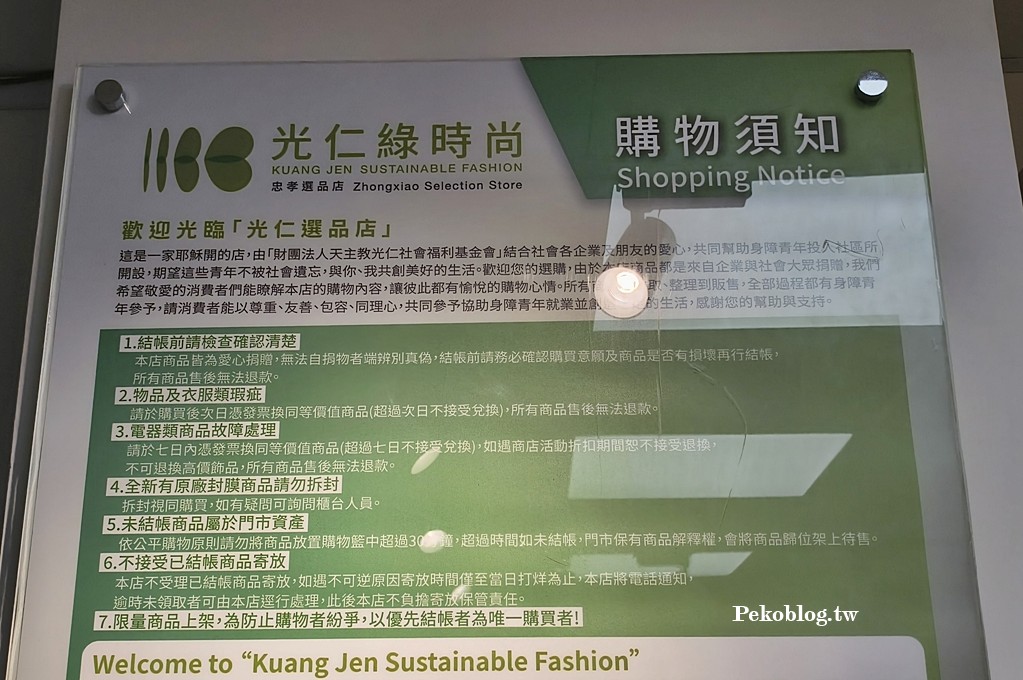 光仁綠時尚
KUANG JEN SUSTAINABLE FASHION
忠孝選品店 Zhongxiao Selection Store
購物須知
Shopping Notice
歡迎光臨「光仁選品店」
這是一家耶穌開的店,由「財團法人天主教光仁社會福利基金會」結合社會各企業及朋友的愛心,共同幫助身障青年投入社區所
開設,期望這些青年不被社會遺忘,與你、我共創美好的生活。歡迎您的選購,由於商品都是來自企業與社會大眾捐贈,我們
希望敬愛的消費者們能瞭解本店的購物內容,讓彼此都有愉悅的購物心情。所有、整理到販售,全部過程都有身障青
年參予,請消費者能以尊重、友善、包容、同理心,共同參予協助身障青年就業並創的生活,感謝您的幫助與支持。
1.結帳前請檢查確認清楚
本店商品皆為愛心捐贈,無法自捐物者端辨別真偽,結帳前請務必確認購買意願及商品是否有損壞再行結帳,
所有商品售後無法退款。
2.物品及衣服類瑕疵
請於購買後次日憑發票換同等價值商品(超過次日不接受兌換),所有商品售後無法退款。
3.電器類商品故障處理
請於七日內憑發票換同等價值商品(超過七日不接受兌換),如遇商店活動折扣期間恕不接受退換,
不可退換高價飾品,所有商品售後無法退款。
4.全新有原廠封膜商品請勿拆封
拆封視同購買,如有疑問可詢問櫃台人員。
5.未結帳商品屬於門市資產
依公平購物原則請勿將商品放置購物籃中超過30鐘,超過時間如未結帳,門市保有商品解釋權,會將商品歸位架上待售。
6.不接受已結帳商品寄放
本店不受理已結帳商品寄放,如遇不可逆原因寄放時間僅至當日打烊為止,本店將電話通知,
逾時未領取者可由本店逕行處理,此後本店不負擔寄放保管責任。
7.限量商品上架,為防止購物者紛爭,以優先結帳者為唯一購買者!
Welcome to “Kuang Jen Sustainable Fashion”
Pekoblog.tw